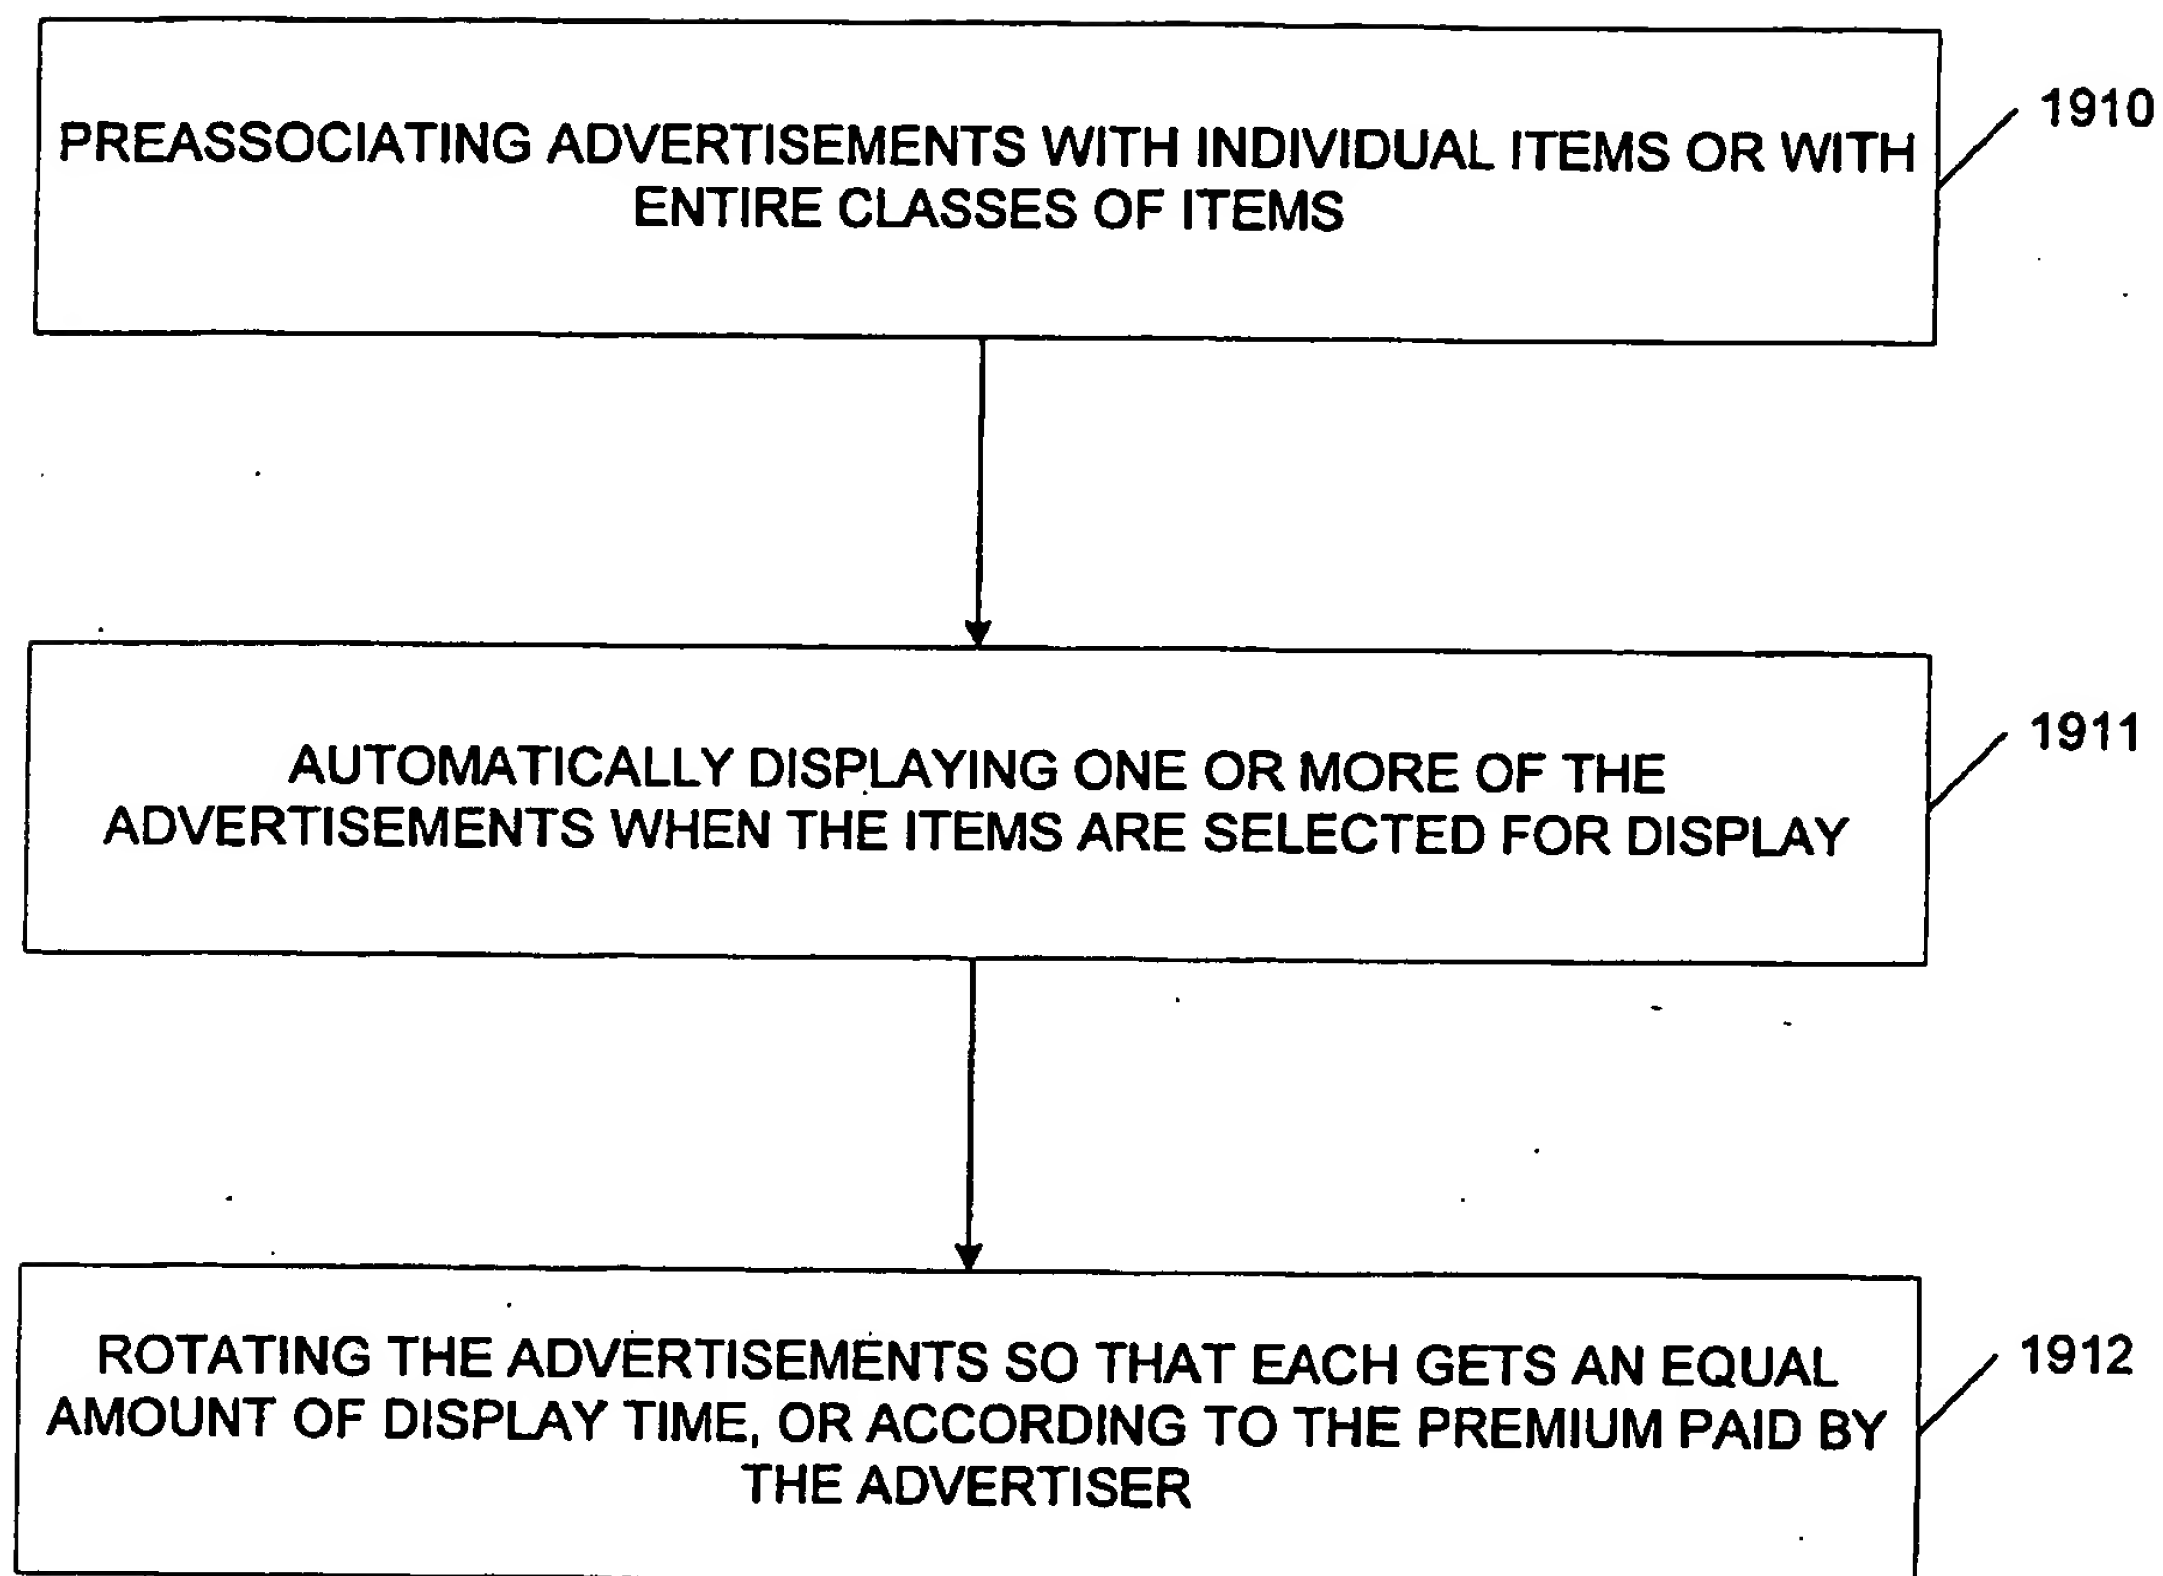 PREASSOCIATING ADVERTISEMENTS WITH INDIVIDUAL ITEMS OR WITH
ENTIRE CLASSES OF ITEMS
1910
AUTOMATICALLY DISPLAYING ONE OR MORE OF THE
ADVERTISEMENTS WHEN THE ITEMS ARE SELECTED FOR DISPLAY
1911
ROTATING THE ADVERTISEMENTS SO THAT EACH GETS AN EQUAL
AMOUNT OF DISPLAY TIME, OR ACCORDING TO THE PREMIUM PAID BY
THE ADVERTISER
1912